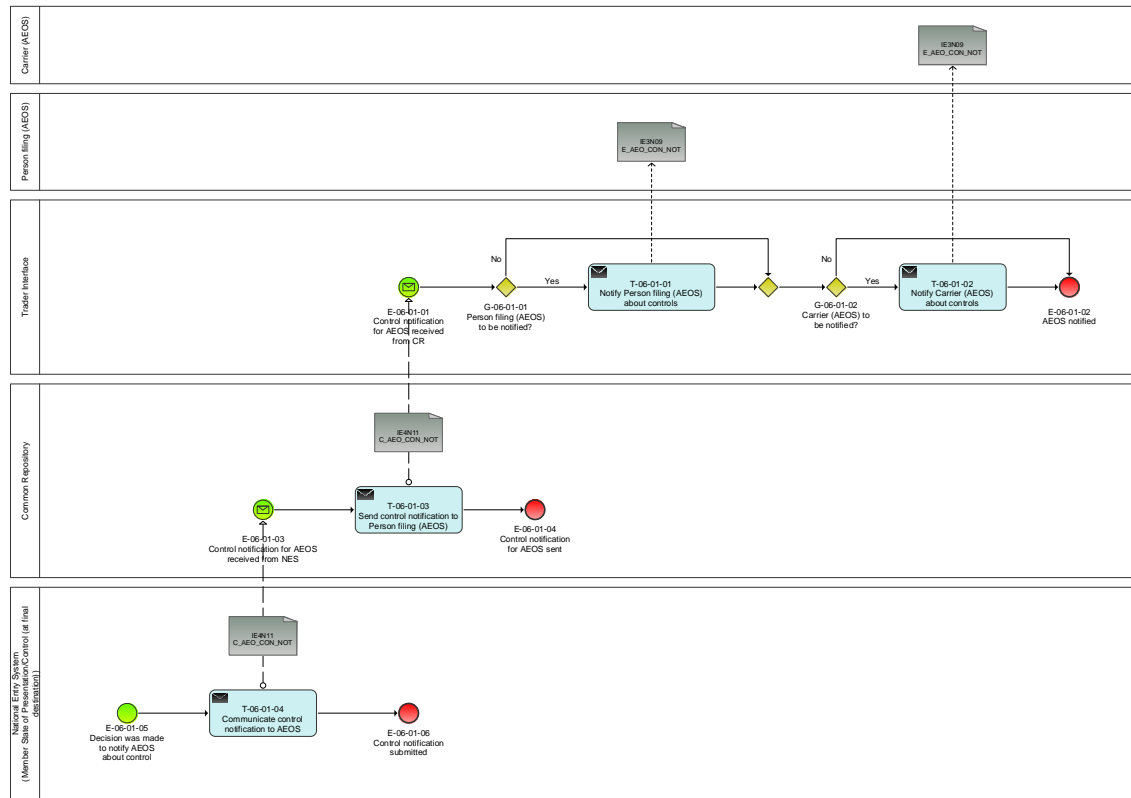 Carrier (AEOS)
IE3N09
E_AEO_CON_NOT
Person filing (AEOS)
IE3N09
E_AEO_CON_NOT
Trader Interface
No
Yes
No
Yes
E-06-01-01
Control notification
for AEOS received
from CR
G-06-01-01
Person filing (AEOS)
to be notified?
T-06-01-01
Notify Person filing (AEOS)
about controls
G-06-01-02
Carrier (AEOS) to
be notified?
T-06-01-02
Notify Carrier (AEOS)
about controls
E-06-01-02
AEOS notified
Common Repository
IE4N11
C_AEO_CON_NOT
E-06-01-03
Control notification for AEOS
received from NES
T-06-01-03
Send control notification to
Person filing (AEOS)
E-06-01-04
Control notification
for AEOS sent
National Entry System
(Member State of Presentation/Control (at final
destination))
IE4N11
C_AEO_CON_NOT
E-06-01-05
Decision was made
to notify AEOS
about control
T-06-01-04
Communicate control
notification to AEOS
E-06-01-06
Control notification
submitted